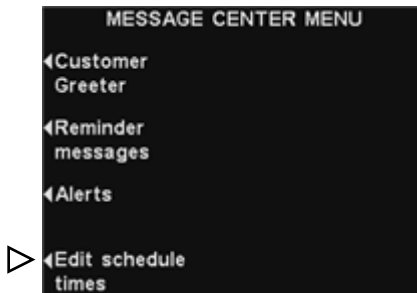 MESSAGE CENTER MENU
Customer
Greeter
Reminder
messages
Alerts
Edit schedule
times